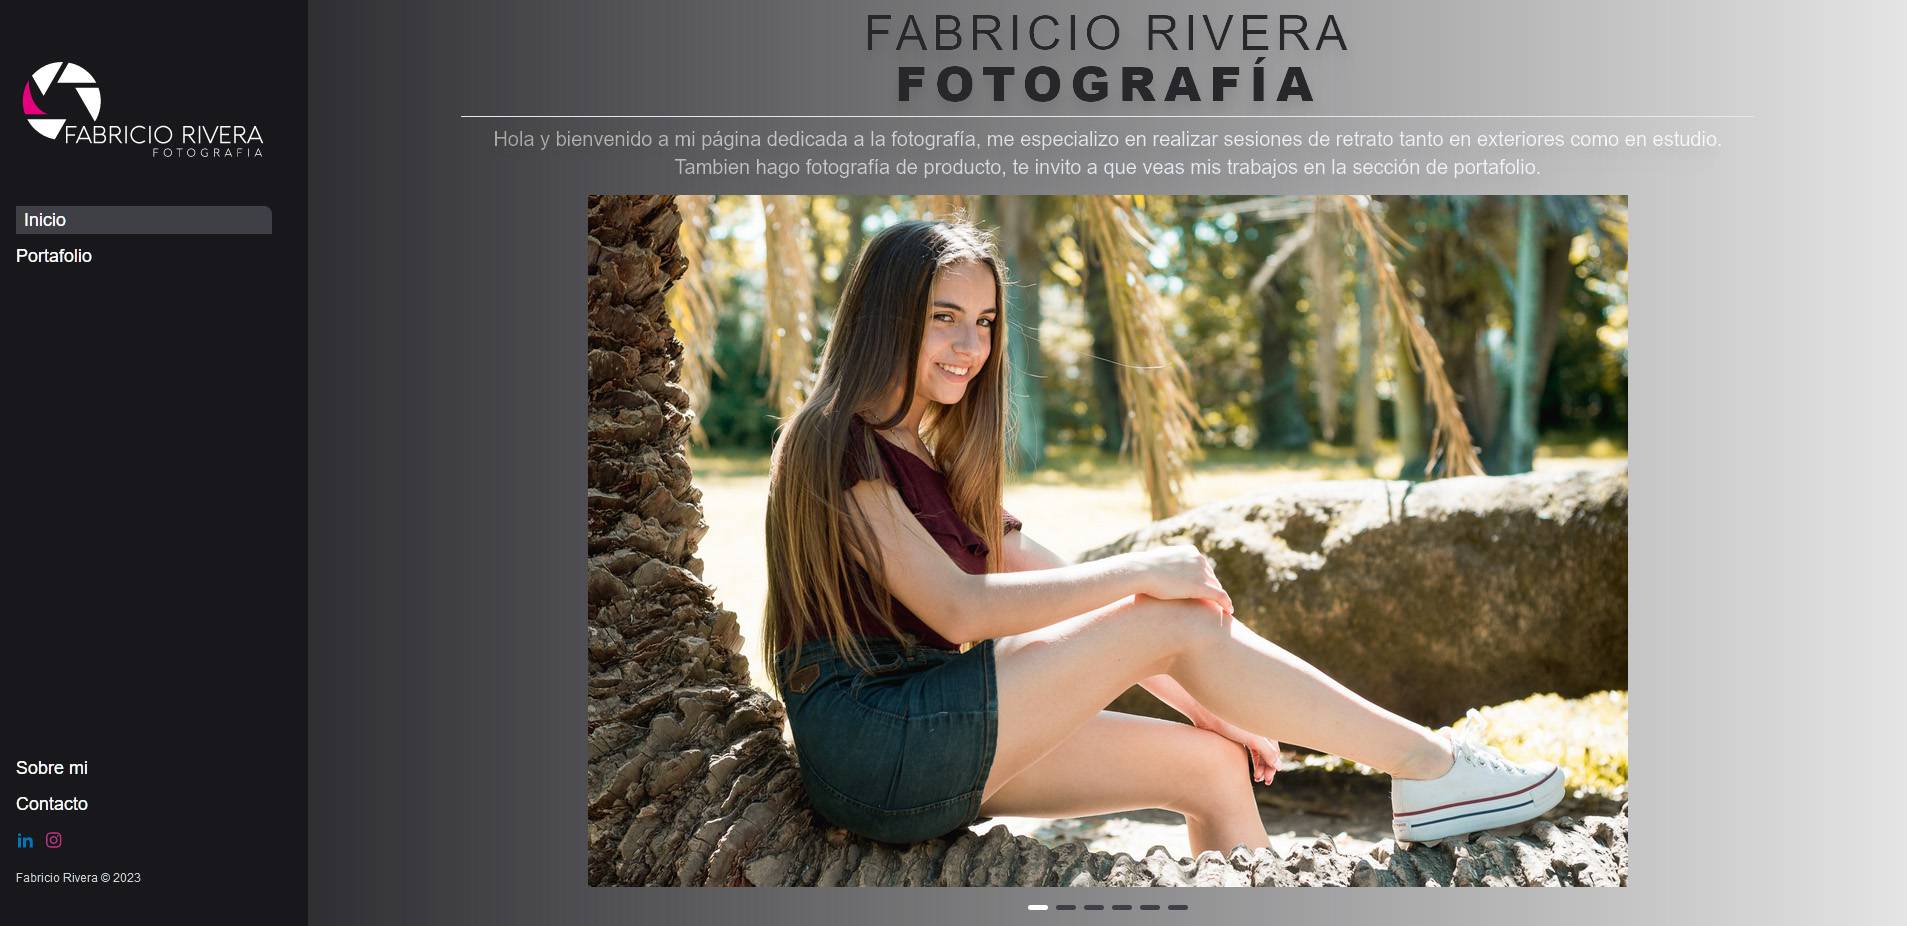 FABRICIO RIVERA
FOTOGRAFIA
Inicio
Portafolio
Sobre mi
Contacto
in
Fabricio Rivera © 2023
FABRICIO RIVERA
FOTOGRAFÍA
Hola y bienvenido a mi página dedicada a la fotografía, me especializo en realizar sesiones de retrato tanto en exteriores como en estudio.
Tambien hago fotografía de producto, te invito a que veas mis trabajos en la sección de portafolio.